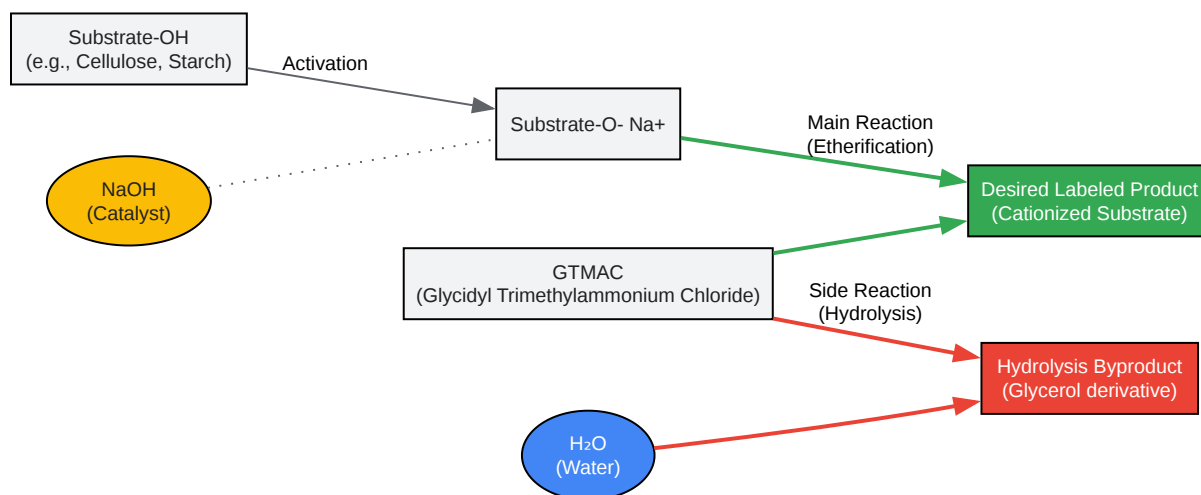 Substrate-OH
(e.g., Cellulose, Starch)
Activation
Substrate-O- Na+
Main Reaction
(Etherification)
NaOH
(Catalyst)
Desired Labeled Product
(Cationized Substrate)
GTMAC
(Glycidyl Trimethylammonium Chloride)
Side Reaction
(Hydrolysis)
Hydrolysis Byproduct
(Glycerol derivative)
H₂O
(Water)